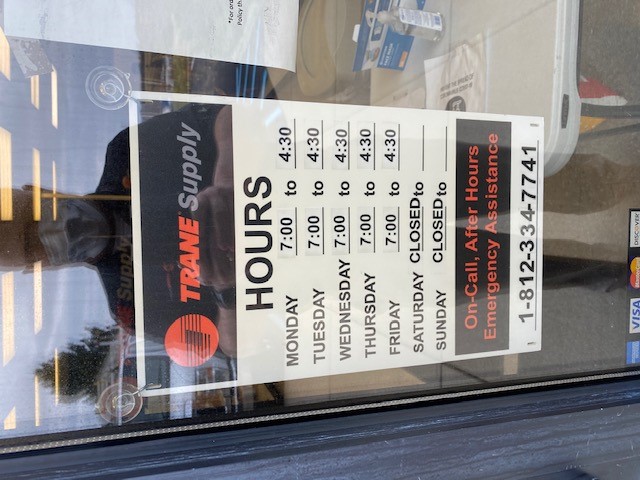 TRANE Supply
HOURS
MONDAY 7:00 to 4:30
TUESDAY 7:00 to 4:30
WEDNESDAY 7:00 to 4:30
THURSDAY 7:00 to 4:30
FRIDAY 7:00 to 4:30
SATURDAY CLOSED to
SUNDAY CLOSED to
On-Call, After Hours
Emergency Assistance
1-812-334-7741
VISA
DISCOVER
Supply